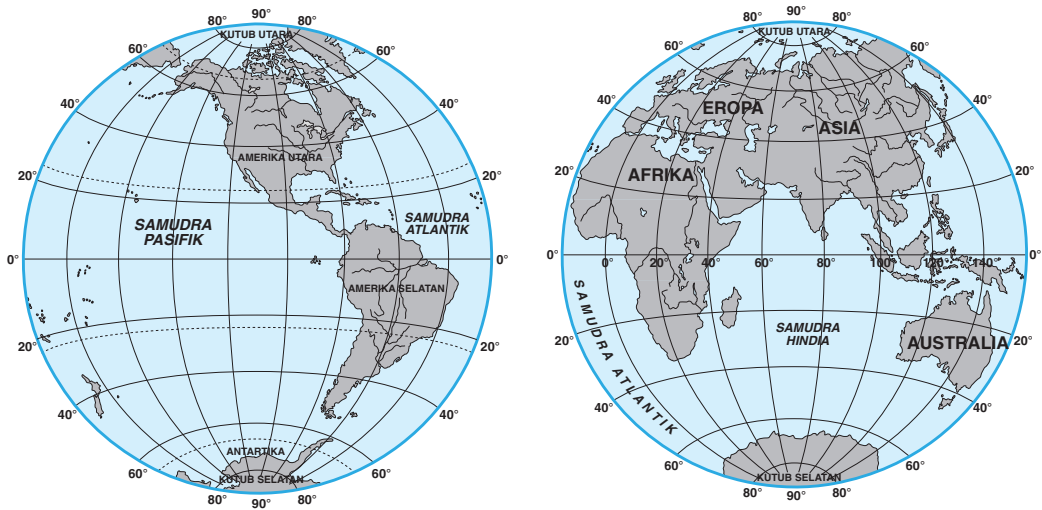 90°
80°
80°
KUTUB UTARA
60°
60°
40°
40°
AMERIKA UTARA
20°
20°
SAMUDRA
PASIFIK
SAMUDRA
ATLANTIK
0°
0°
AMERIKA SELATAN
20°
20°
40°
40°
ANTARTIKA
60°
60°
KUTUB SELATAN
80°
80°
90°
90°
80°
80°
KUTUB UTARA
60°
60°
40°
40°
EROPA
ASIA
20°
20°
AFRIKA
0°
0°
0 20° 40° 60° 80° 100° 120° 140°
SAMUDRA ATLANTIK
SAMUDRA
HINDIA
AUSTRALIA
20°
20°
40°
40°
60°
60°
KUTUB SELATAN
80°
80°
90°